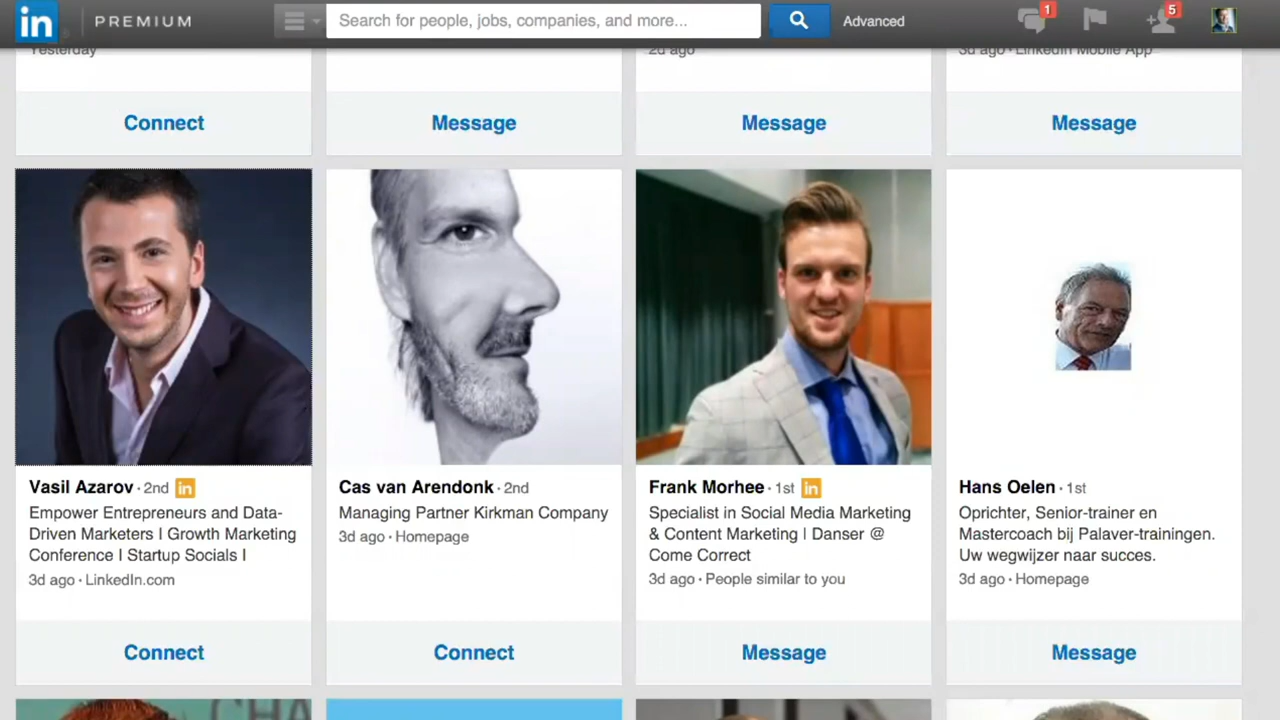 in PREMIUM Search for people, jobs, companies, and more... Advanced 1 5
Yesterday 2d ago 3d ago · LinkedIn Mobile App
Connect Message Message Message
Vasil Azarov · 2nd in
Empower Entrepreneurs and Data-
Driven Marketers I Growth Marketing
Conference I Startup Socials I
3d ago · LinkedIn.com
Connect
Cas van Arendonk · 2nd
Managing Partner Kirkman Company
3d ago · Homepage
Connect
Frank Morhee · 1st in
Specialist in Social Media Marketing
& Content Marketing | Danser @
Come Correct
3d ago · People similar to you
Message
Hans Oelen · 1st
Oprichter, Senior-trainer en
Mastercoach bij Palaver-trainingen.
Uw wegwijzer naar succes.
3d ago · Homepage
Message
CHA